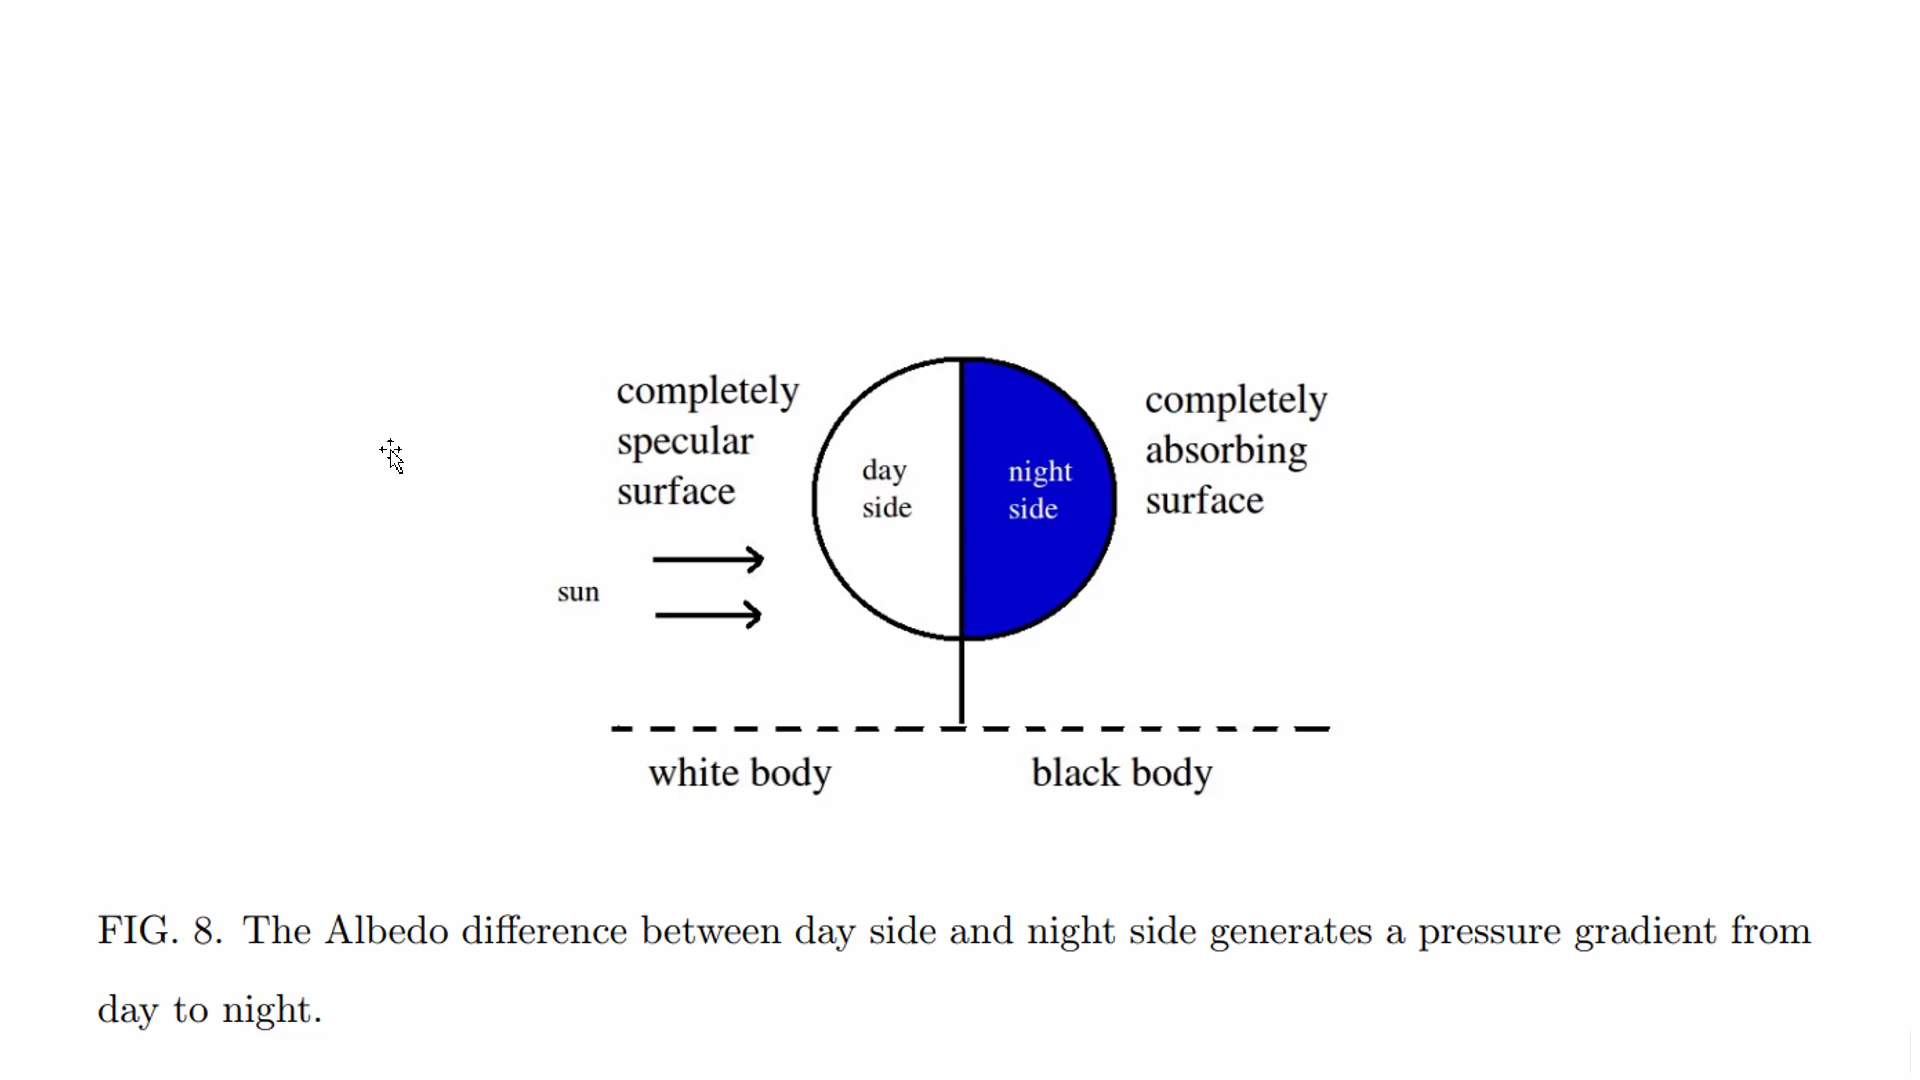 completely
specular
surface
day
side
night
side
completely
absorbing
surface
sun
white body
black body
FIG. 8. The Albedo difference between day side and night side generates a pressure gradient from
day to night.